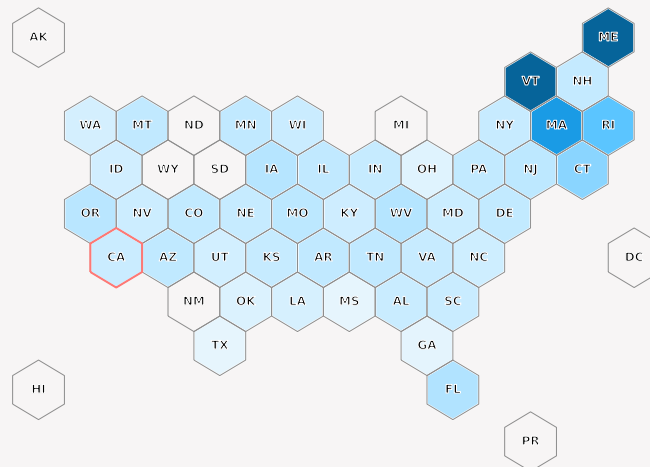 AK
ME
VT
NH
WA
MT
ND
MN
WI
MI
NY
MA
RI
ID
WY
SD
IA
IL
IN
OH
PA
NJ
CT
OR
NV
CO
NE
MO
KY
WV
MD
DE
CA
AZ
UT
KS
AR
TN
VA
NC
DC
NM
OK
LA
MS
AL
SC
TX
GA
HI
FL
PR